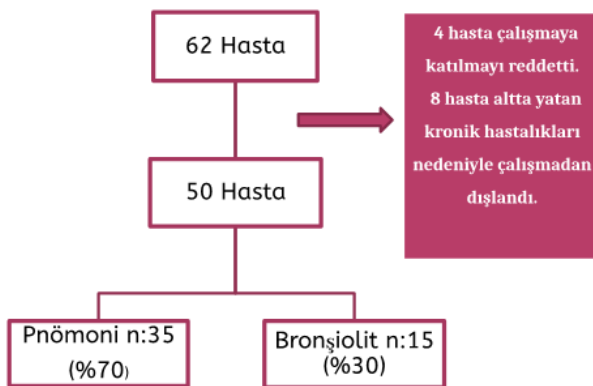 62 Hasta
4 hasta çalışmaya
katılmayı reddetti.
8 hasta altta yatan
kronik hastalıkları
nedeniyle çalışmadan
dışlandı.
50 Hasta
Pnömoni n:35
(%70)
Bronşiolit n:15
(%30)